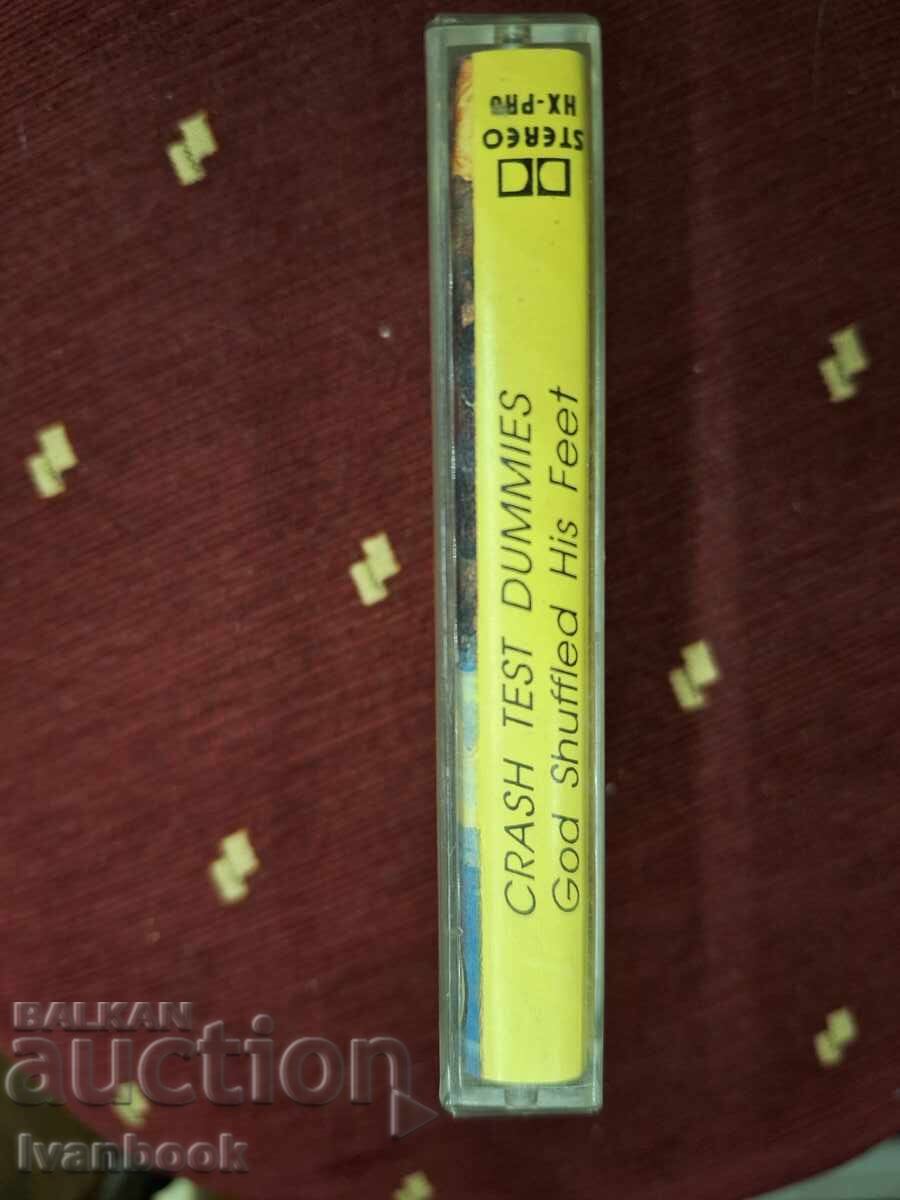 CRASH TEST DUMMIES
God Shuffled His Feet
STEREO
HX-PRO
BALKAN
auction
Ivanbook